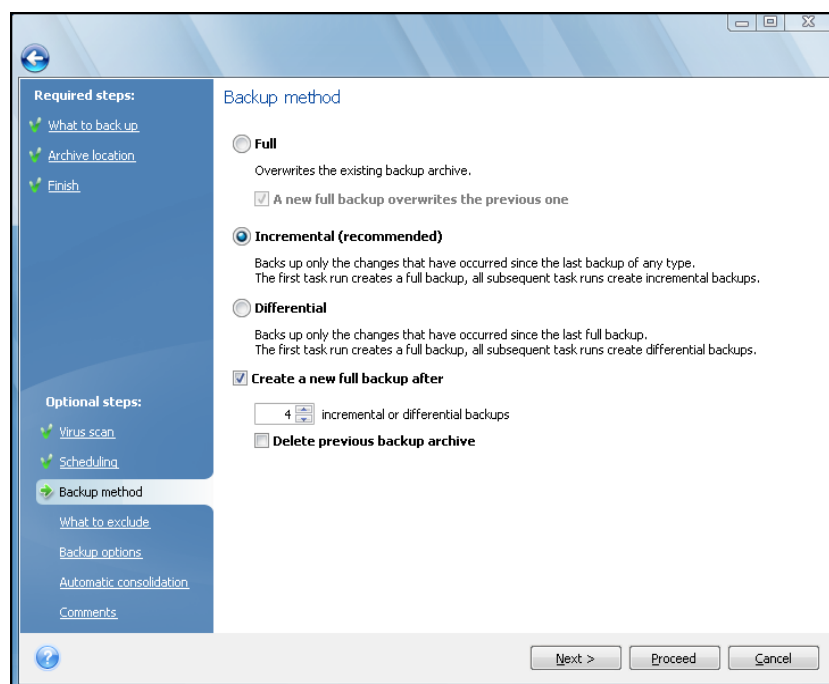 Required steps:
What to back up
Archive location
Finish
Optional steps:
Virus scan
Scheduling
Backup method
What to exclude
Backup options
Automatic consolidation
Comments
Backup method
Full
Overwrites the existing backup archive.
A new full backup overwrites the previous one
Incremental (recommended)
Backs up only the changes that have occurred since the last backup of any type.
The first task run creates a full backup, all subsequent task runs create incremental backups.
Differential
Backs up only the changes that have occurred since the last full backup.
The first task run creates a full backup, all subsequent task runs create differential backups.
Create a new full backup after
4 incremental or differential backups
Delete previous backup archive
?
Next >
Proceed
Cancel